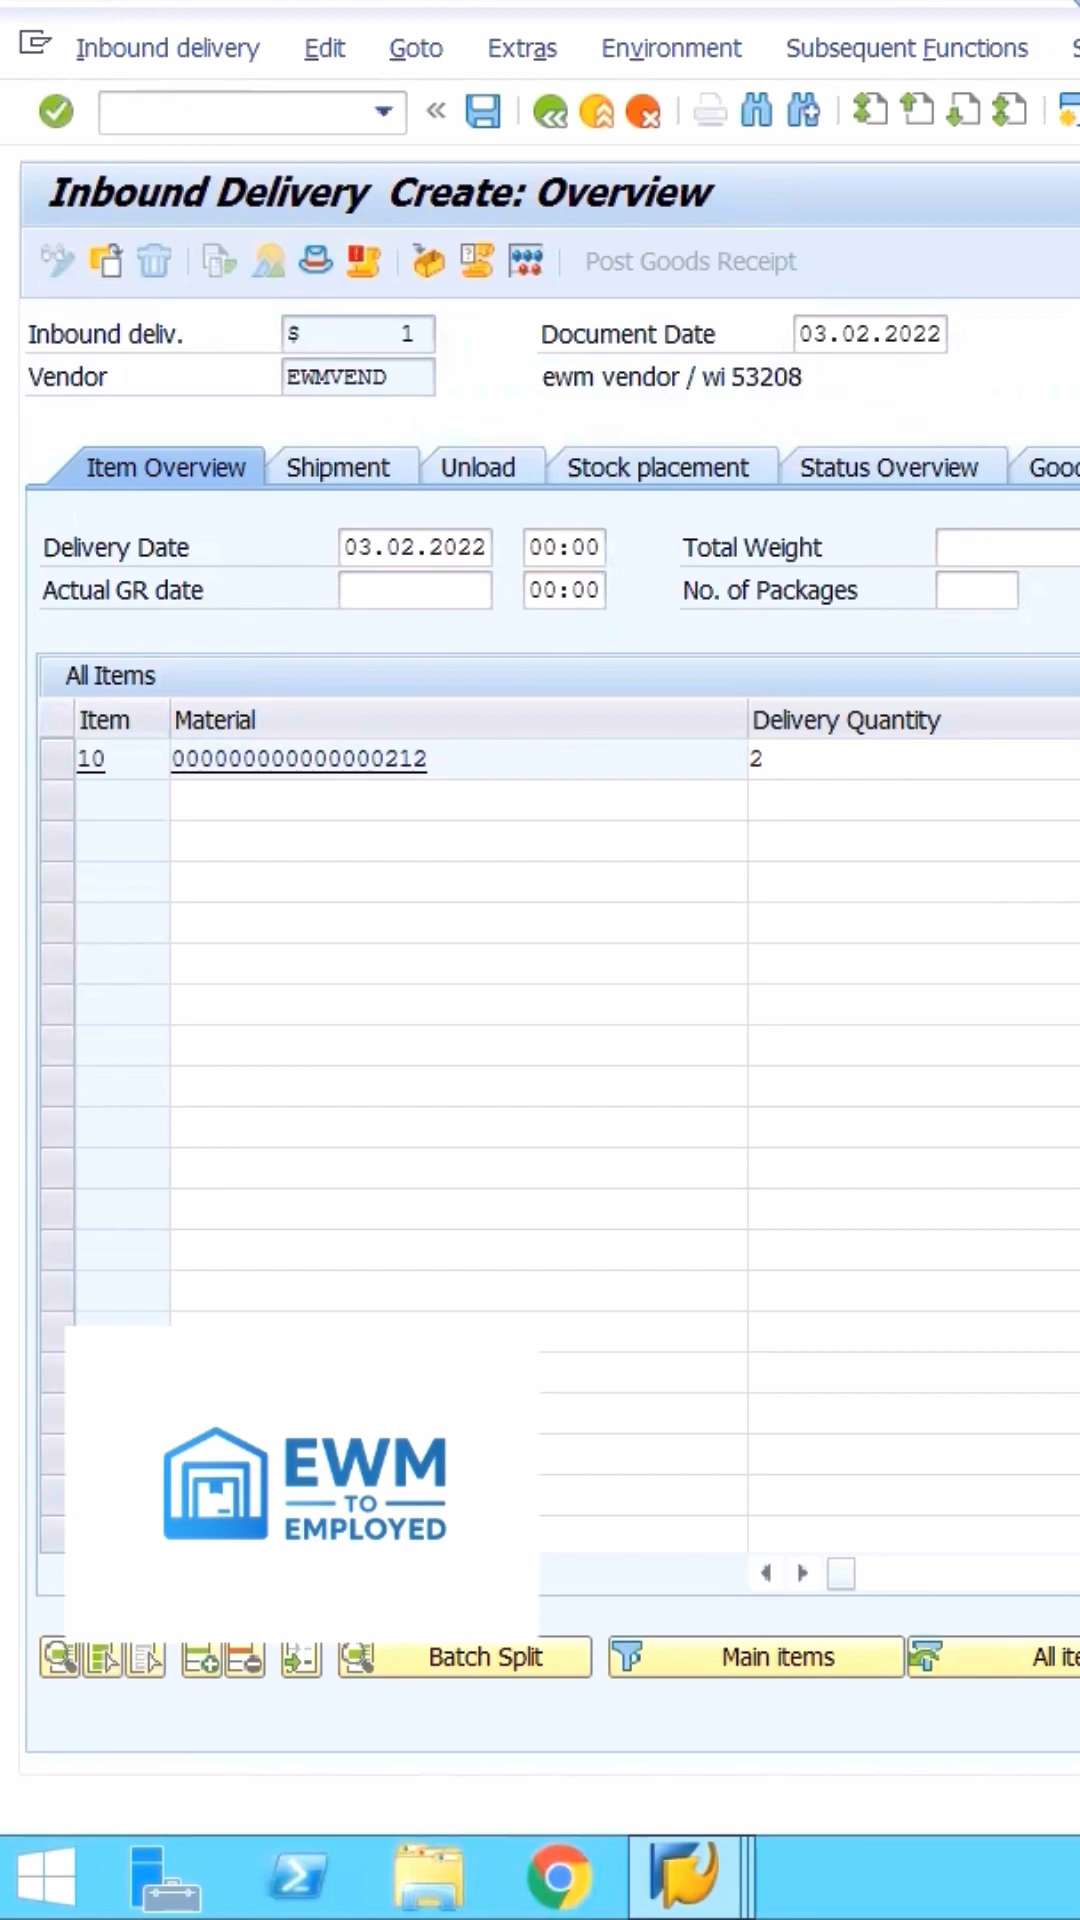 Inbound delivery Edit Goto Extras Environment Subsequent Functions
Inbound Delivery Create: Overview
Post Goods Receipt
Inbound deliv. $ 1 Document Date 03.02.2022
Vendor EWMVEND ewm vendor / wi 53208
Item Overview Shipment Unload Stock placement Status Overview Goo
Delivery Date 03.02.2022 00:00 Total Weight
Actual GR date 00:00 No. of Packages
All Items
Item Material Delivery Quantity
10 000000000000000212 2
EWM
TO
EMPLOYED
Batch Split Main items All ite